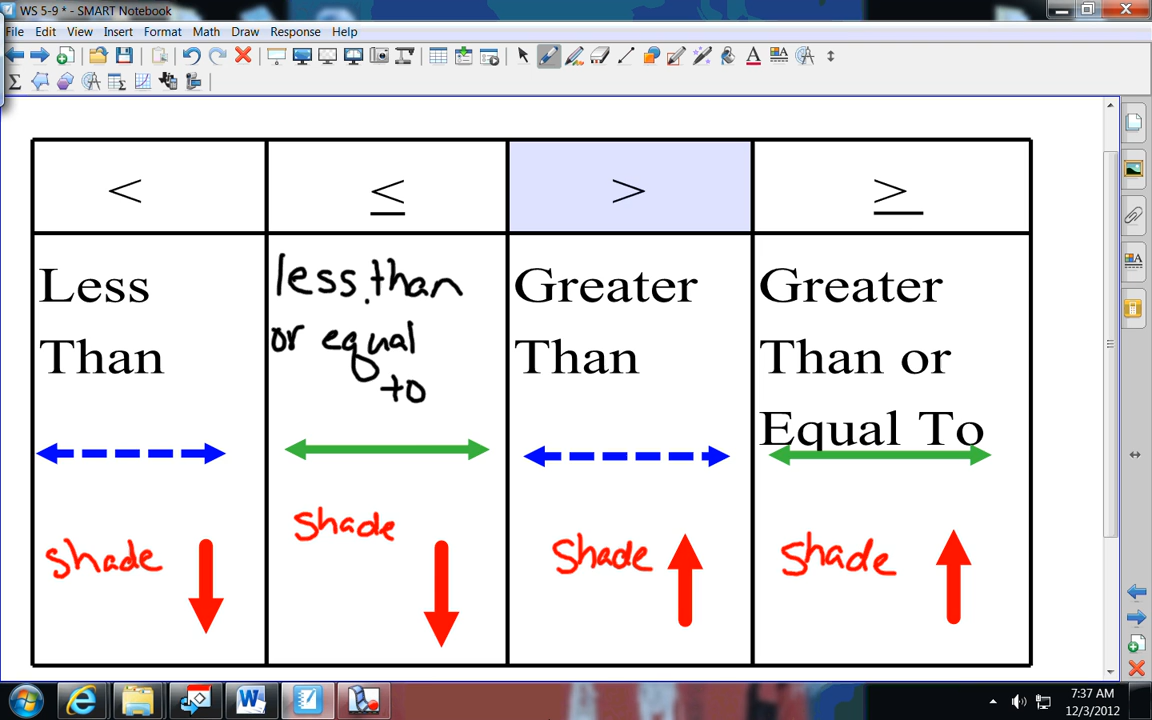 WS 5-9 * - SMART Notebook
File Edit View Insert Format Math Draw Response Help
< ≤ > ≥
Less
Than
less than
or equal
to
Greater
Than
Greater
Than or
Equal To
Shade
Shade
Shade
Shade
7:37 AM
12/3/2012